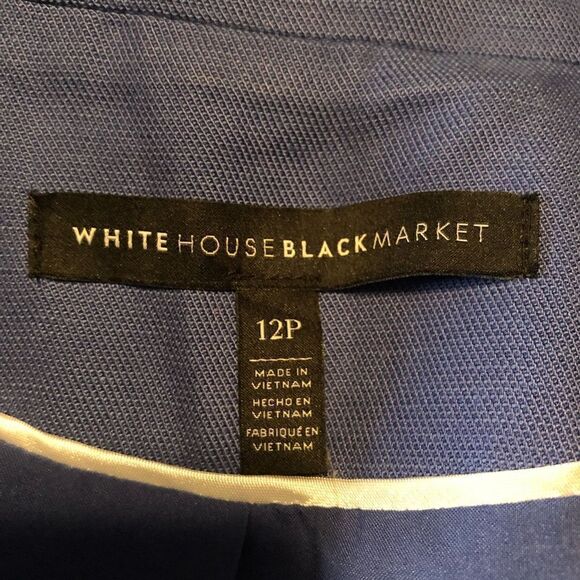 WHITE HOUSE BLACK MARKET
12P
MADE IN
VIETNAM
HECHO EN
VIETNAM
FABRIQUÉ EN
VIETNAM